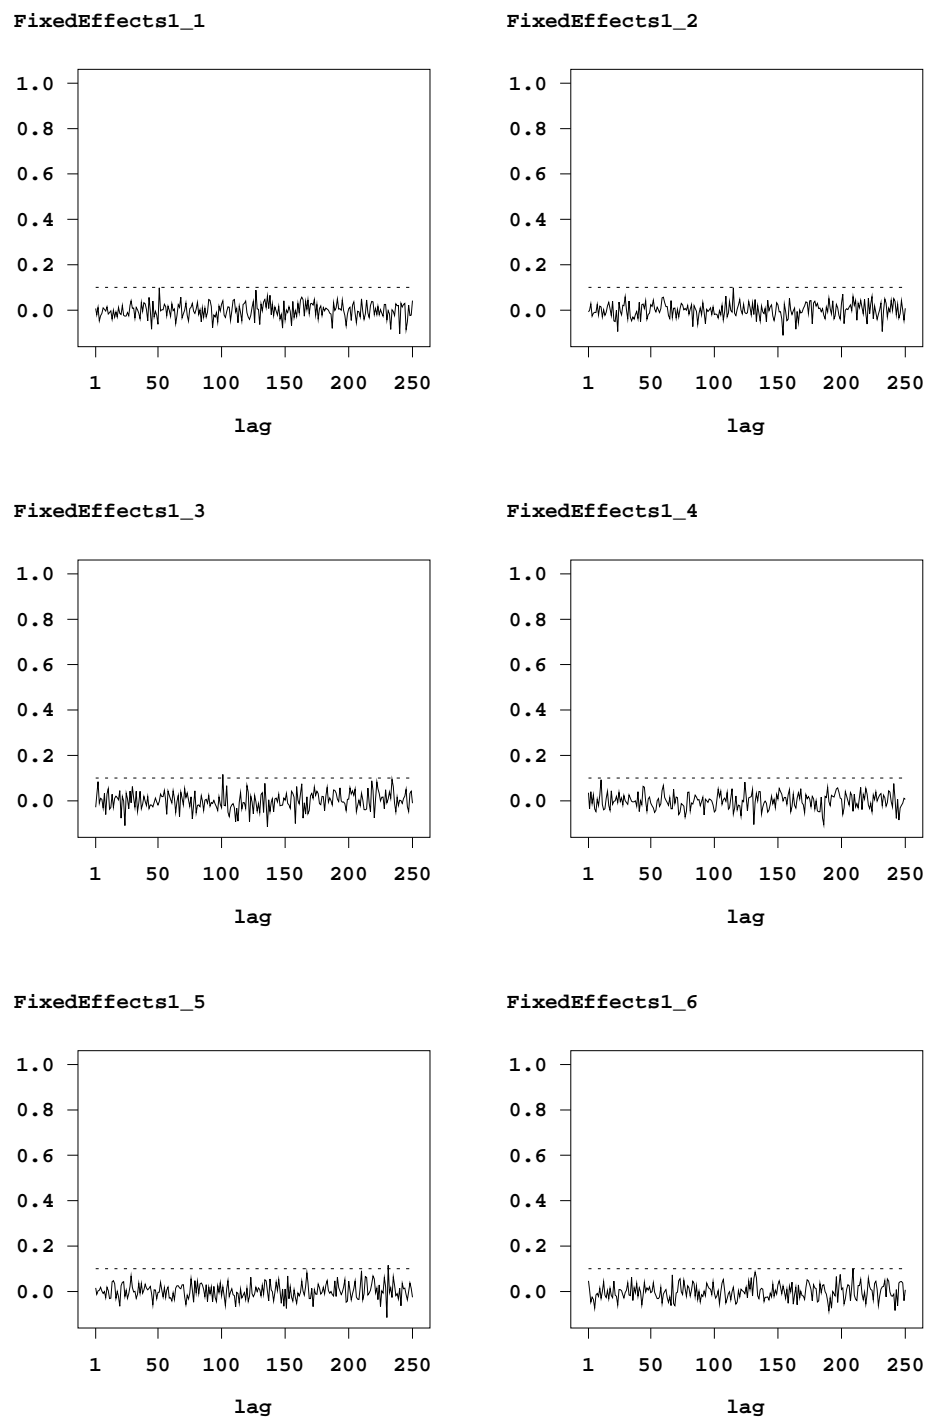 FixedEffects1_1
1.0
0.8
0.6
0.4
0.2
0.0
1 50 100 150 200 250
lag
FixedEffects1_2
1.0
0.8
0.6
0.4
0.2
0.0
1 50 100 150 200 250
lag
FixedEffects1_3
1.0
0.8
0.6
0.4
0.2
0.0
1 50 100 150 200 250
lag
FixedEffects1_4
1.0
0.8
0.6
0.4
0.2
0.0
1 50 100 150 200 250
lag
FixedEffects1_5
1.0
0.8
0.6
0.4
0.2
0.0
1 50 100 150 200 250
lag
FixedEffects1_6
1.0
0.8
0.6
0.4
0.2
0.0
1 50 100 150 200 250
lag